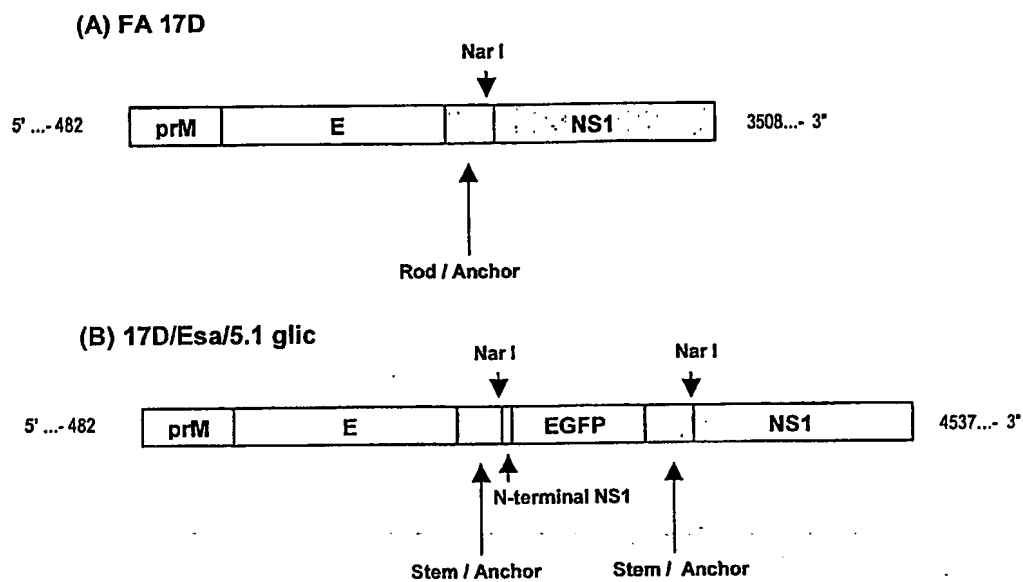 (A) FA 17D
Nar I
5' ...- 482 prM E NS1 3508...- 3"
Rod / Anchor
(B) 17D/Esa/5.1 glic
Nar I Nar I
5' ...- 482 prM E EGFP NS1 4537...- 3"
N-terminal NS1
Stem / Anchor Stem / Anchor